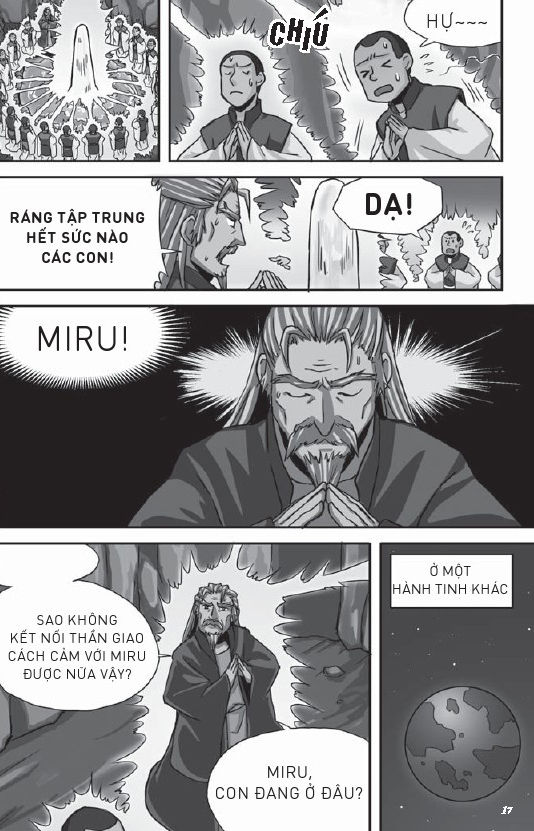 CHÍU
HỰ~~~
RÁNG TẬP TRUNG
HẾT SỨC NÀO
CÁC CON!
DẠ!
MIRU!
SAO KHÔNG
KẾT NỐI THẦN GIAO
CÁCH CẢM VỚI MIRU
ĐƯỢC NỮA VẬY?
MIRU,
CON ĐANG Ở ĐÂU?
Ở MỘT
HÀNH TINH KHÁC
17